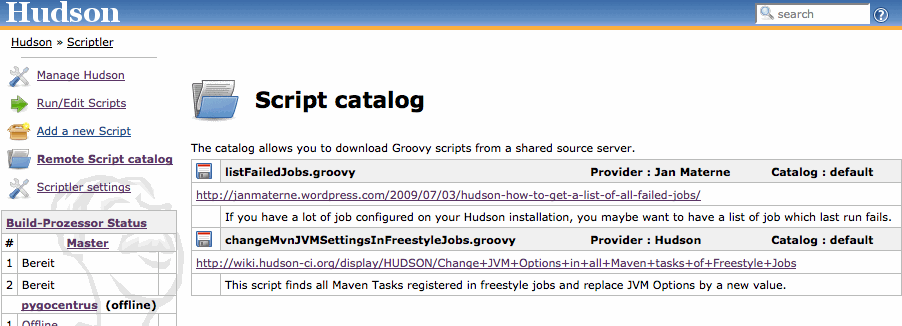 Hudson
search
Hudson » Scriptler
Manage Hudson
Run/Edit Scripts
Add a new Script
Remote Script catalog
Scriptler settings
Build-Prozessor Status
# Master
1 Bereit
2 Bereit
pygocentrus (offline)
1 Offline
Script catalog
The catalog allows you to download Groovy scripts from a shared source server.
listFailedJobs.groovy Provider : Jan Materne Catalog : default
http://janmaterne.wordpress.com/2009/07/03/hudson-how-to-get-a-list-of-all-failed-jobs/
If you have a lot of job configured on your Hudson installation, you maybe want to have a list of job which last run fails.
changeMvnJVMSettingsInFreestyleJobs.groovy Provider : Hudson Catalog : default
http://wiki.hudson-ci.org/display/HUDSON/Change+JVM+Options+in+all+Maven+tasks+of+Freestyle+Jobs
This script finds all Maven Tasks registered in freestyle jobs and replace JVM Options by a new value.